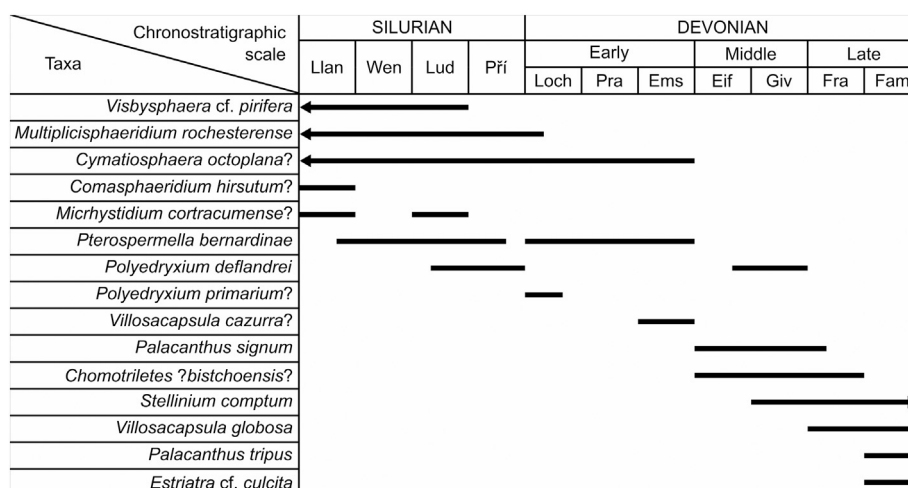 Chronostratigraphic
scale
Taxa
SILURIAN
DEVONIAN
Early
Middle
Late
Llan
Wen
Lud
Pří
Loch
Pra
Ems
Eif
Giv
Fra
Fam
Visbysphaera cf. pirifera
Multiplicisphaeridium rochesterense
Cymatiosphaera octoplana?
Comasphaeridium hirsutum?
Micrhystidium cortracumense?
Pterospermella bernardinae
Polyedryxium deflandrei
Polyedryxium primarium?
Villosacapsula cazurra?
Palacanthus signum
Chomotriletes ?bistchoensis?
Stellinium comptum
Villosacapsula globosa
Palacanthus tripus
Estriatra cf. culcita